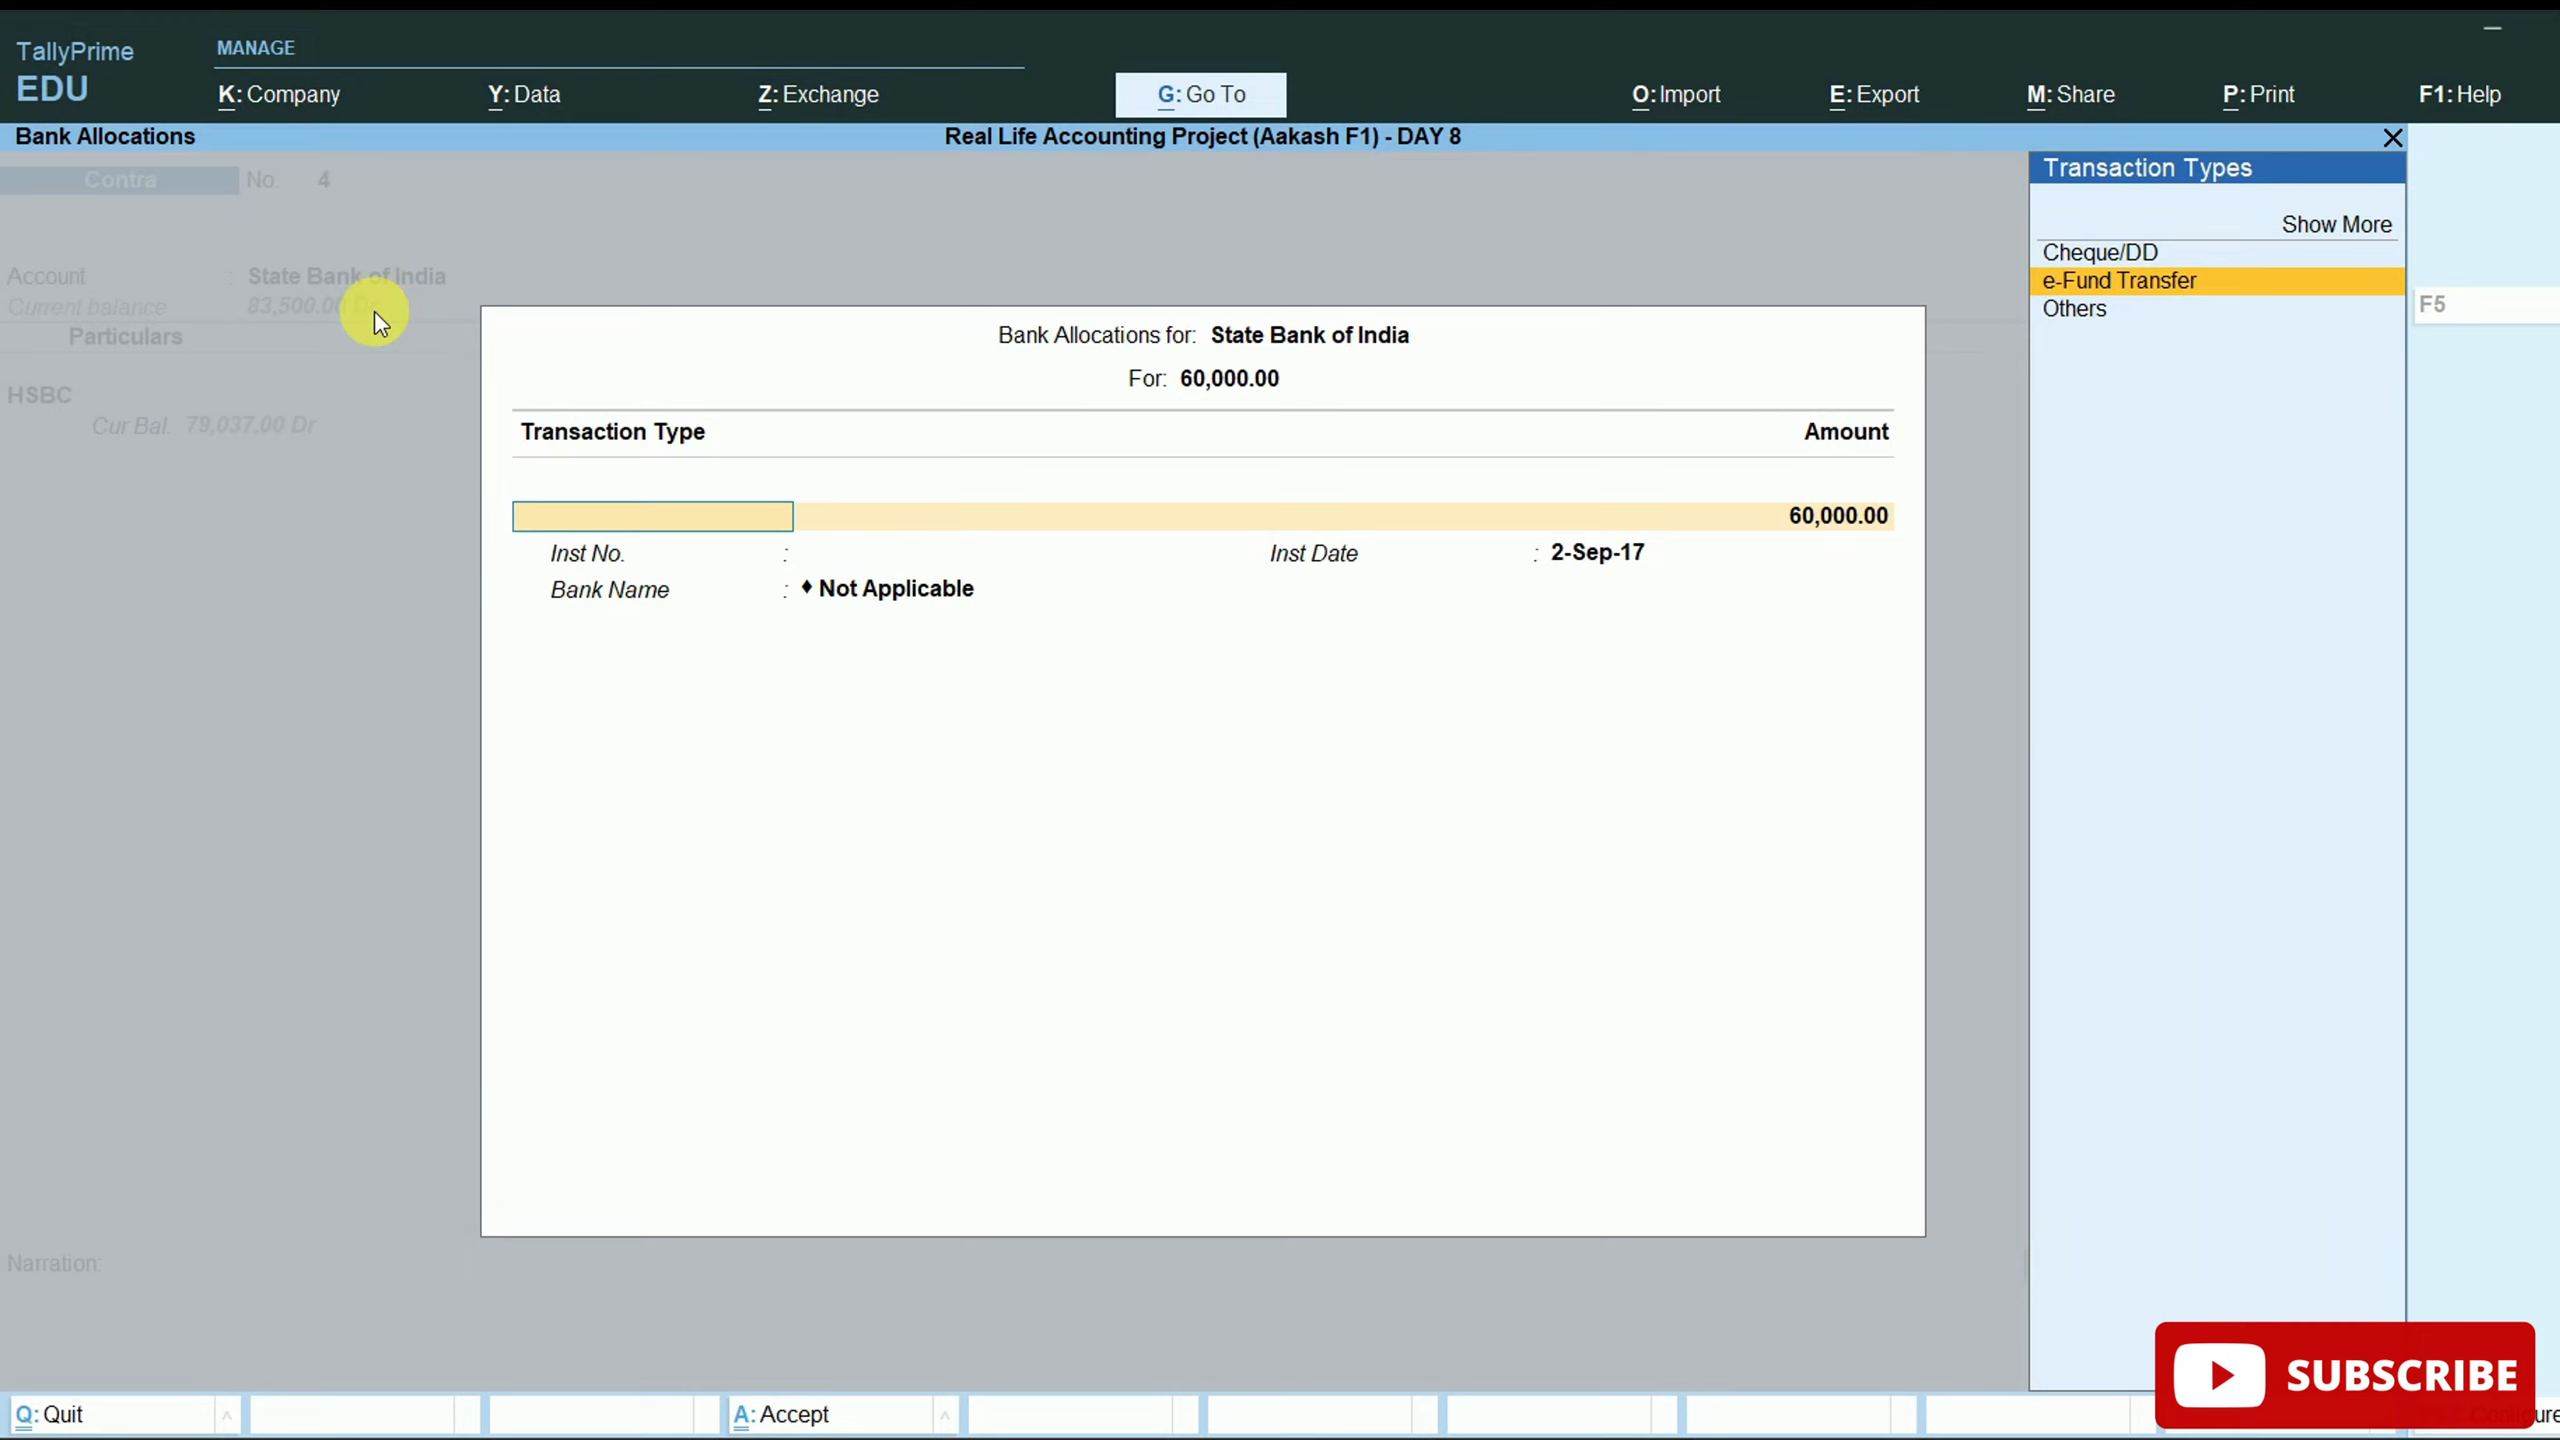 TallyPrime
EDU
MANAGE
K: Company
Y: Data
Z: Exchange
G: Go To
O: Import
E: Export
M: Share
P: Print
F1: Help
Bank Allocations
Real Life Accounting Project (Aakash F1) - DAY 8
Contra No. 4
Account : State Bank of India
Current balance 83,500.00 Dr
Particulars
HSBC
Cur Bal. 79,037.00 Dr
Bank Allocations for: State Bank of India
For: 60,000.00
Transaction Type Amount
60,000.00
Inst No. : Inst Date : 2-Sep-17
Bank Name : ♦ Not Applicable
Transaction Types
Show More
Cheque/DD
e-Fund Transfer
Others
F5
Narration:
SUBSCRIBE
Q: Quit
A: Accept